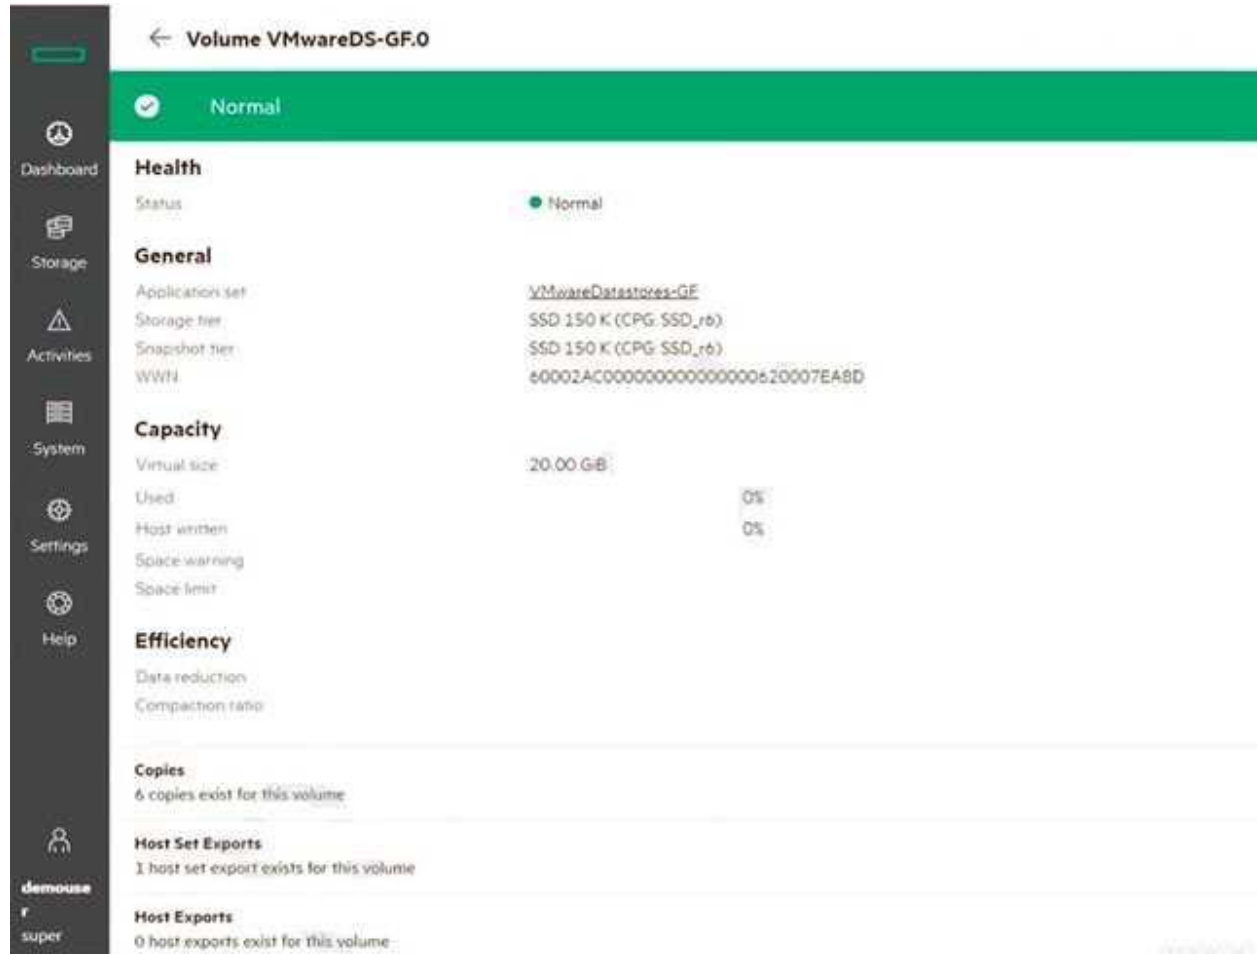 Volume VMwareDS-GF.0
Normal
Dashboard
Storage
Activities
System
Settings
Help
demouse
r
super
Health
Status Normal
General
Application set VMwareDatastores-GF
Storage tier SSD 150 K (CPG: SSD_r6)
Snapshot tier SSD 150 K (CPG: SSD_r6)
WWN 60002AC0000000000000000620007EABD
Capacity
Virtual size 20.00 GiB
Used 0%
Host written 0%
Space warning
Space limit
Efficiency
Data reduction
Compaction ratio
Copies
6 copies exist for this volume
Host Set Exports
1 host set export exists for this volume
Host Exports
0 host exports exist for this volume